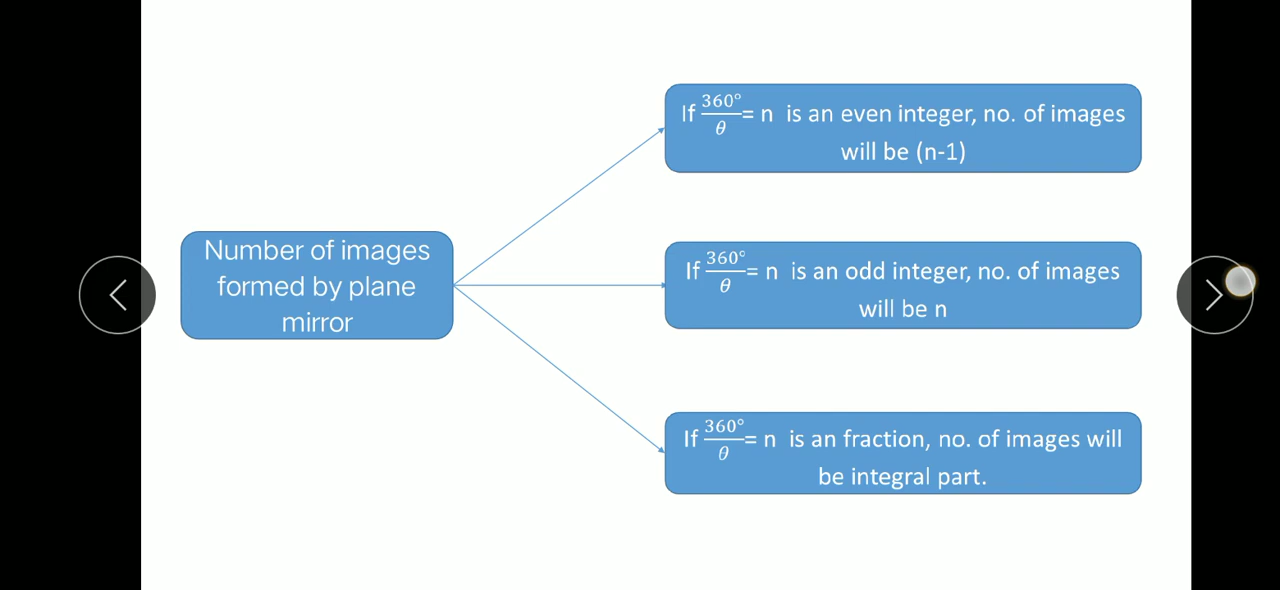 Number of images
formed by plane
mirror
If 360°/θ = n is an even integer, no. of images
will be (n-1)
If 360°/θ = n is an odd integer, no. of images
will be n
If 360°/θ = n is an fraction, no. of images will
be integral part.